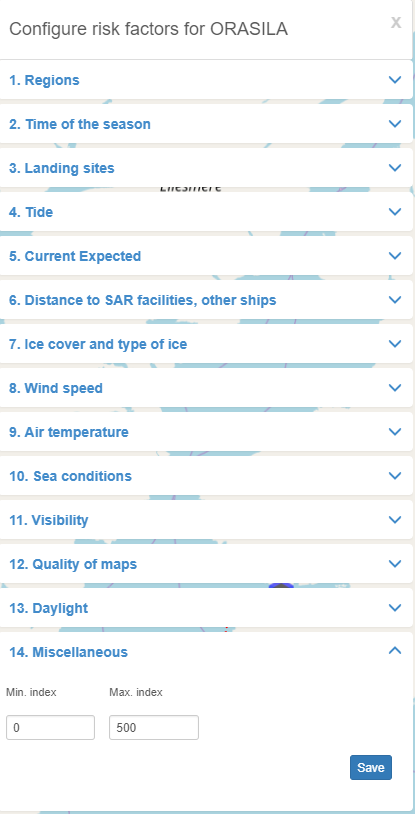 Configure risk factors for ORASILA
x
1. Regions
2. Time of the season
3. Landing sites
4. Tide
5. Current Expected
6. Distance to SAR facilities, other ships
7. Ice cover and type of ice
8. Wind speed
9. Air temperature
10. Sea conditions
11. Visibility
12. Quality of maps
13. Daylight
14. Miscellaneous
Min. index Max. index
0 500
Save